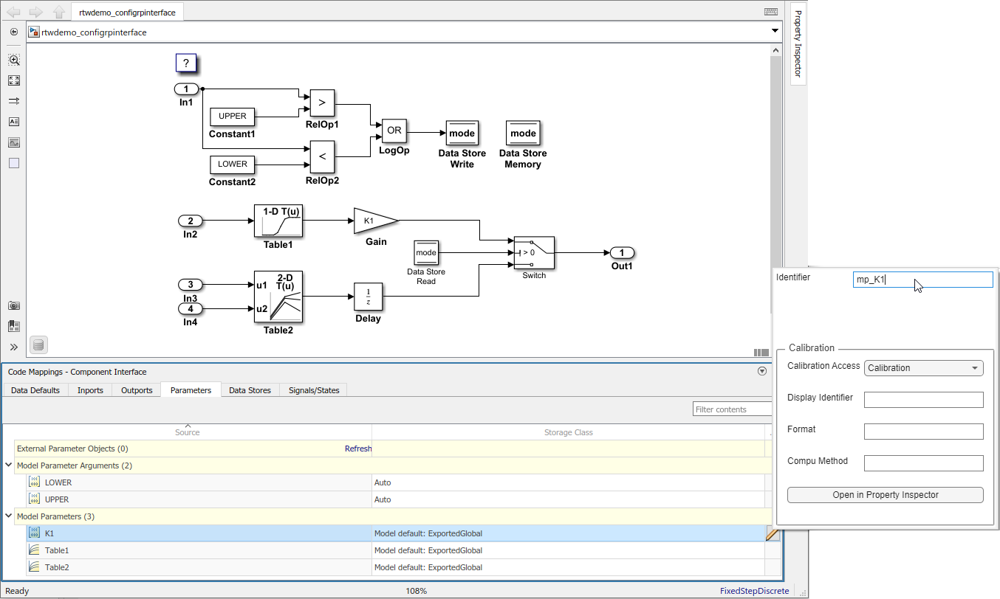 rtwdemo_configrpinterface
rtwdemo_configrpinterface
Property Inspector
?
1
In1
UPPER
Constant1
>
RelOp1
OR
LogOp
mode
Data Store
Write
mode
Data Store
Memory
LOWER
Constant2
<
RelOp2
2
In2
1-D T(u)
Table1
K1
Gain
mode
Data Store
Read
> 0
Switch
1
Out1
3
In3
4
In4
2-D
T(u)
u1
u2
Table2
1
z
Delay
Identifier
mp_K1
Calibration
Calibration Access
Calibration
Display Identifier
Format
Compu Method
Open in Property Inspector
Code Mappings - Component Interface
Data Defaults
Inports
Outports
Parameters
Data Stores
Signals/States
Filter contents
Source
Storage Class
External Parameter Objects (0)
Refresh
Model Parameter Arguments (2)
LOWER
Auto
UPPER
Auto
Model Parameters (3)
K1
Model default: ExportedGlobal
Table1
Model default: ExportedGlobal
Table2
Model default: ExportedGlobal
Ready
108%
FixedStepDiscrete